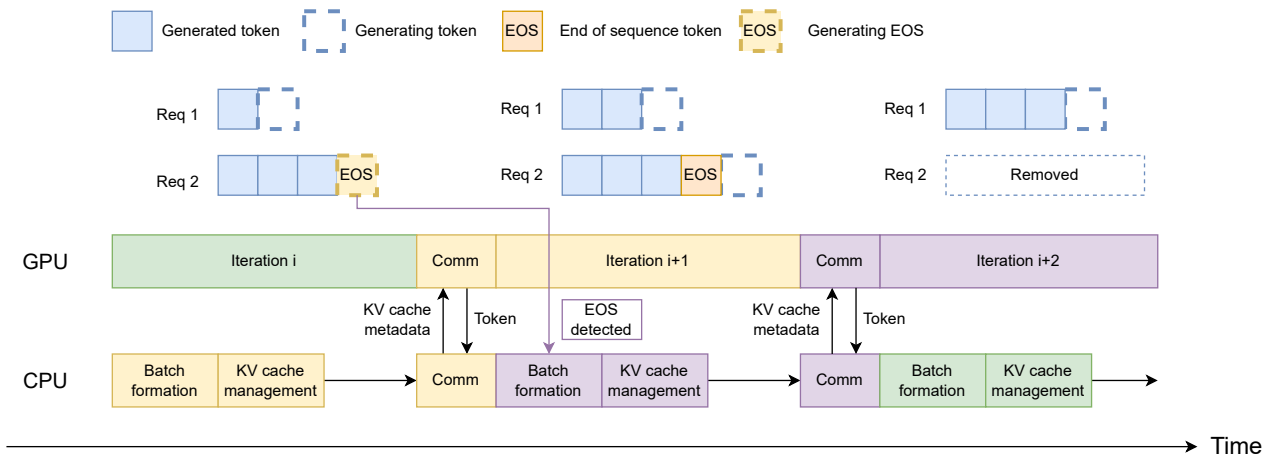 Generated token
Generating token
EOS
End of sequence token
EOS
Generating EOS
Req 1
Req 1
Req 1
Req 2
EOS
Req 2
EOS
Req 2
Removed
GPU
Iteration i
Comm
Iteration i+1
Comm
Iteration i+2
KV cache
metadata
Token
EOS
detected
KV cache
metadata
Token
CPU
Batch
formation
KV cache
management
Comm
Batch
formation
KV cache
management
Comm
Batch
formation
KV cache
management
Time